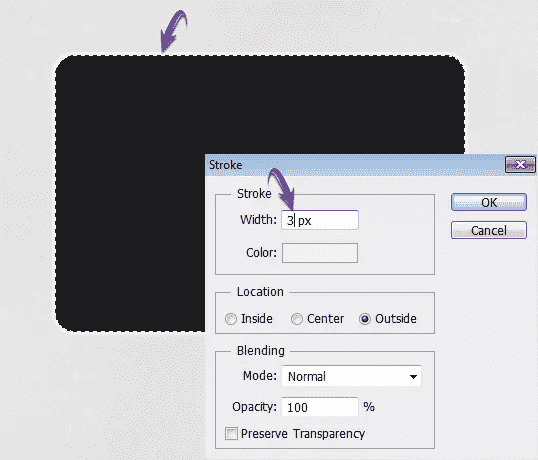 Stroke
Stroke
OK
Width: 3 px
Cancel
Color:
Location
Inside Center Outside
Blending
Mode: Normal
Opacity: 100 %
Preserve Transparency